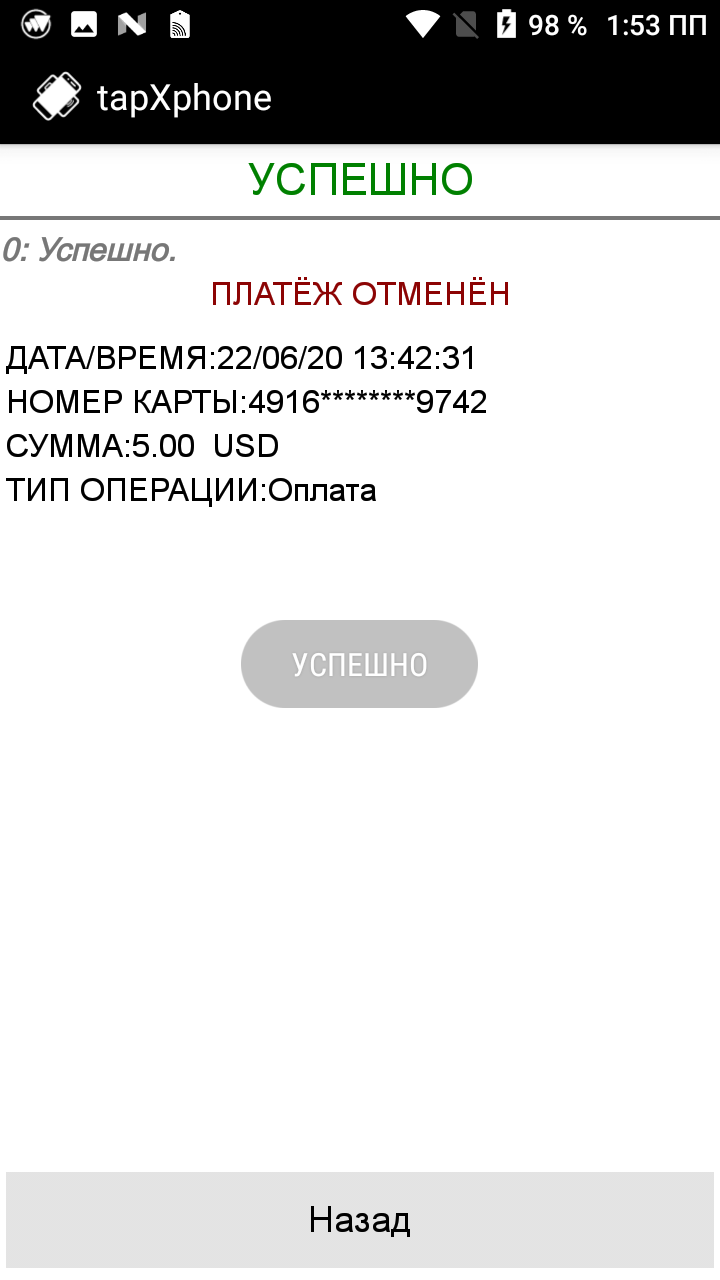 98 % 1:53 ПП
tapXphone
УСПЕШНО
0: Успешно.
ПЛАТЁЖ ОТМЕНЁН
ДАТА/ВРЕМЯ:22/06/20 13:42:31
НОМЕР КАРТЫ:4916********9742
СУММА:5.00  USD
ТИП ОПЕРАЦИИ:Оплата
УСПЕШНО
Назад